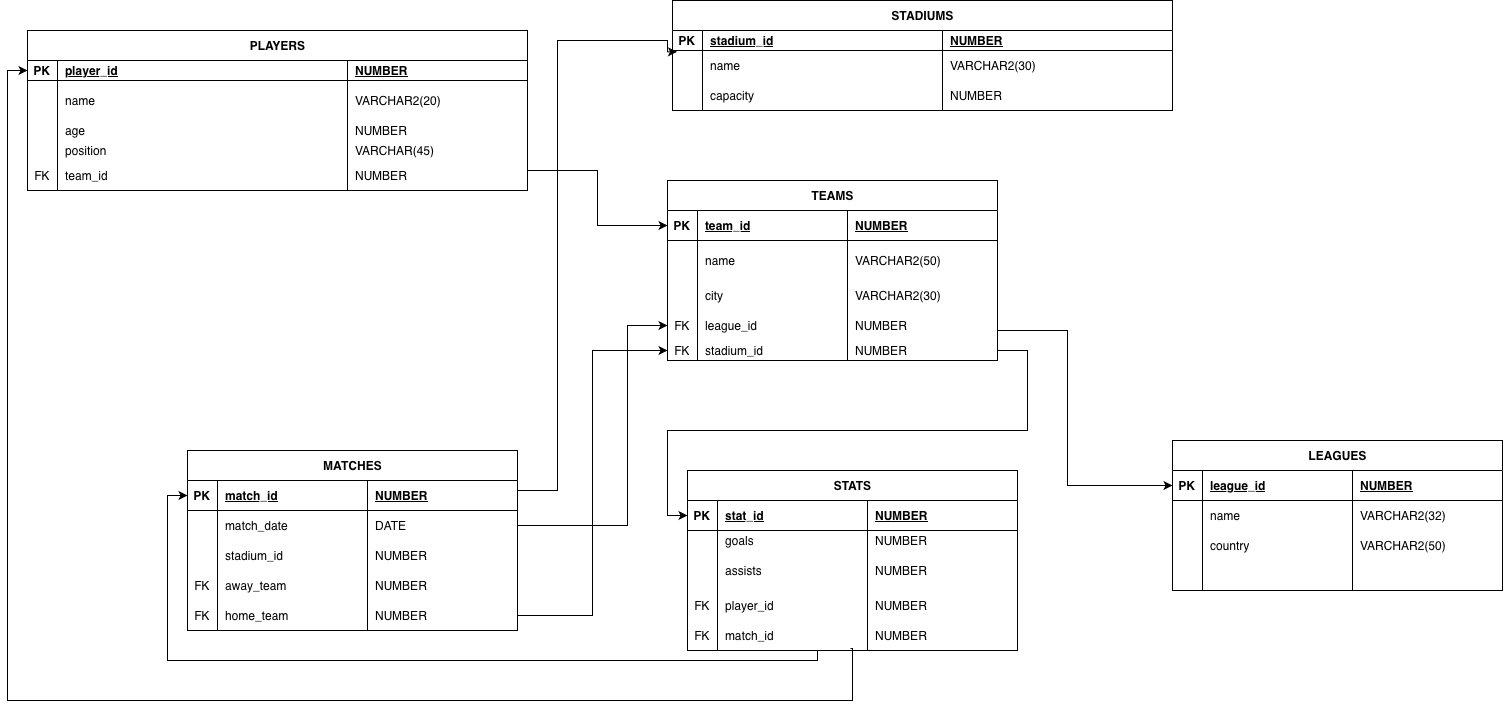 PLAYERS
PK player_id NUMBER
name VARCHAR2(20)
age NUMBER
position VARCHAR(45)
FK team_id NUMBER
STADIUMS
PK stadium_id NUMBER
name VARCHAR2(30)
capacity NUMBER
TEAMS
PK team_id NUMBER
name VARCHAR2(50)
city VARCHAR2(30)
FK league_id NUMBER
FK stadium_id NUMBER
MATCHES
PK match_id NUMBER
match_date DATE
stadium_id NUMBER
FK away_team NUMBER
FK home_team NUMBER
STATS
PK stat_id NUMBER
goals NUMBER
assists NUMBER
FK player_id NUMBER
FK match_id NUMBER
LEAGUES
PK league_id NUMBER
name VARCHAR2(32)
country VARCHAR2(50)